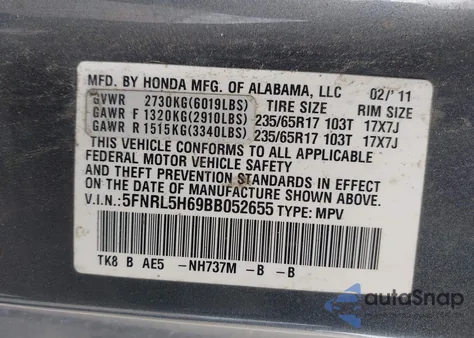 MFD. BY HONDA MFG. OF ALABAMA, LLC 02/'11
GVWR 2730KG(6019LBS) TIRE SIZE RIM SIZE
GAWR F 1320KG(2910LBS) 235/65R17 103T 17X7J
GAWR R 1515KG(3340LBS) 235/65R17 103T 17X7J
THIS VEHICLE CONFORMS TO ALL APPLICABLE
FEDERAL MOTOR VEHICLE SAFETY
AND THEFT PREVENTION STANDARDS IN EFFECT
ON THE DATE OF MANUFACTURE SHOWN ABOVE.
V.I.N.: 5FNRL5H69BB052655 TYPE: MPV
TK8 B AE5 -NH737M -B -B
autoSnap